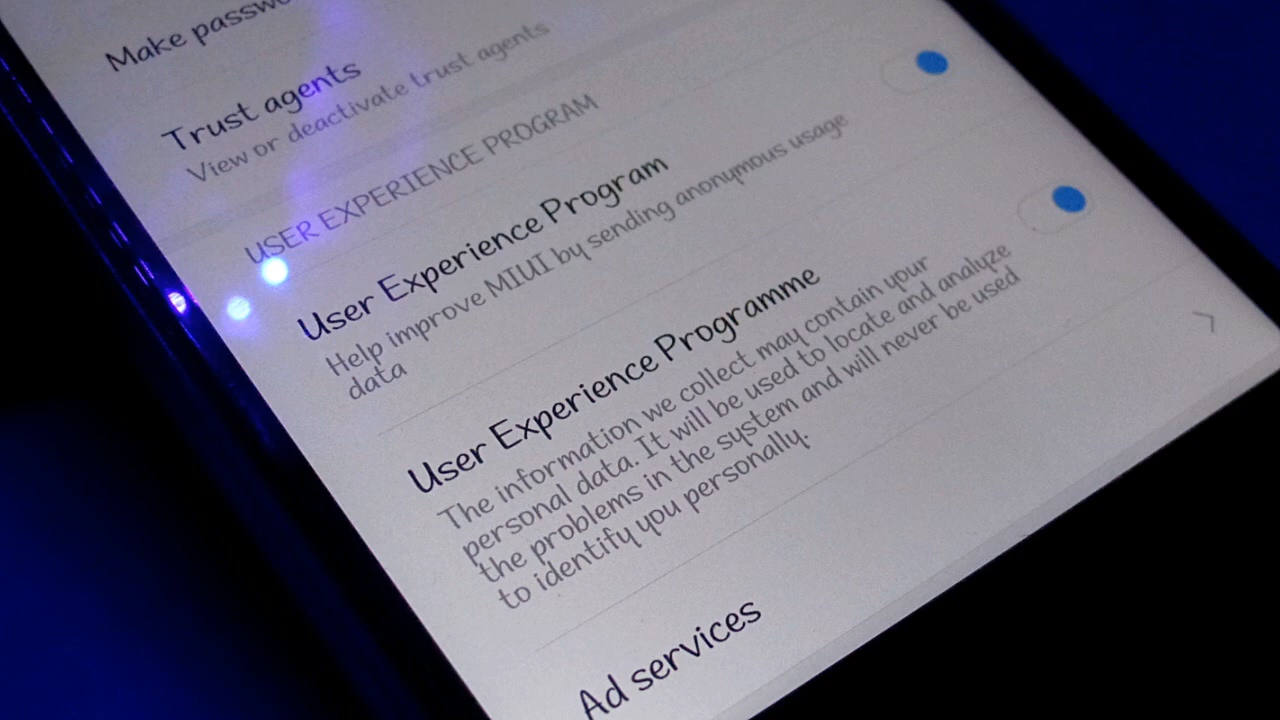 Make
Trust agents
View or deactivate trust agents
USER EXPERIENCE PROGRAM
User Experience Program
Help improve MIUI by sending anonymous usage
data
User Experience Programme
The information we collect may contain your
personal data. It will be used to locate and analyze
the problems in the system and will never be used
to identify you personally.
Ad services